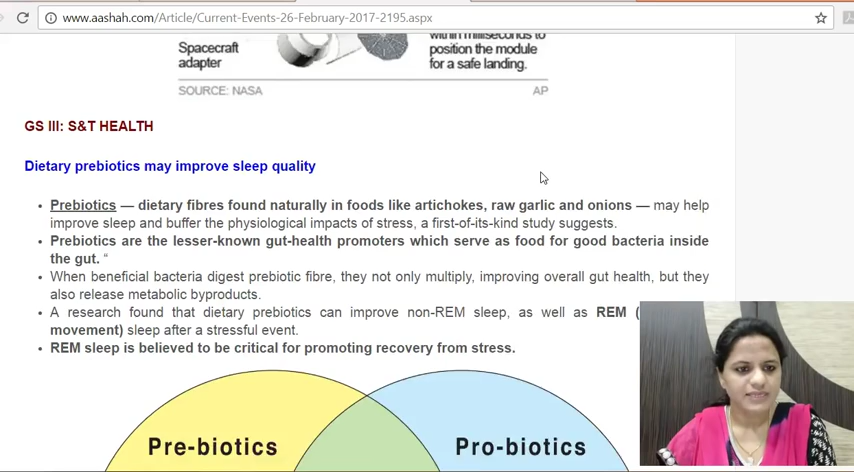 www.aashah.com/Article/Current-Events-26-February-2017-2195.aspx
within milliseconds to
Spacecraft
position the module
adapter
for a safe landing.
SOURCE: NASA
AP
GS III: S&T HEALTH
Dietary prebiotics may improve sleep quality
• Prebiotics — dietary fibres found naturally in foods like artichokes, raw garlic and onions — may help
improve sleep and buffer the physiological impacts of stress, a first-of-its-kind study suggests.
• Prebiotics are the lesser-known gut-health promoters which serve as food for good bacteria inside
the gut. “
• When beneficial bacteria digest prebiotic fibre, they not only multiply, improving overall gut health, but they
also release metabolic byproducts.
• A research found that dietary prebiotics can improve non-REM sleep, as well as REM (
movement) sleep after a stressful event.
• REM sleep is believed to be critical for promoting recovery from stress.
Pre-biotics
Pro-biotics